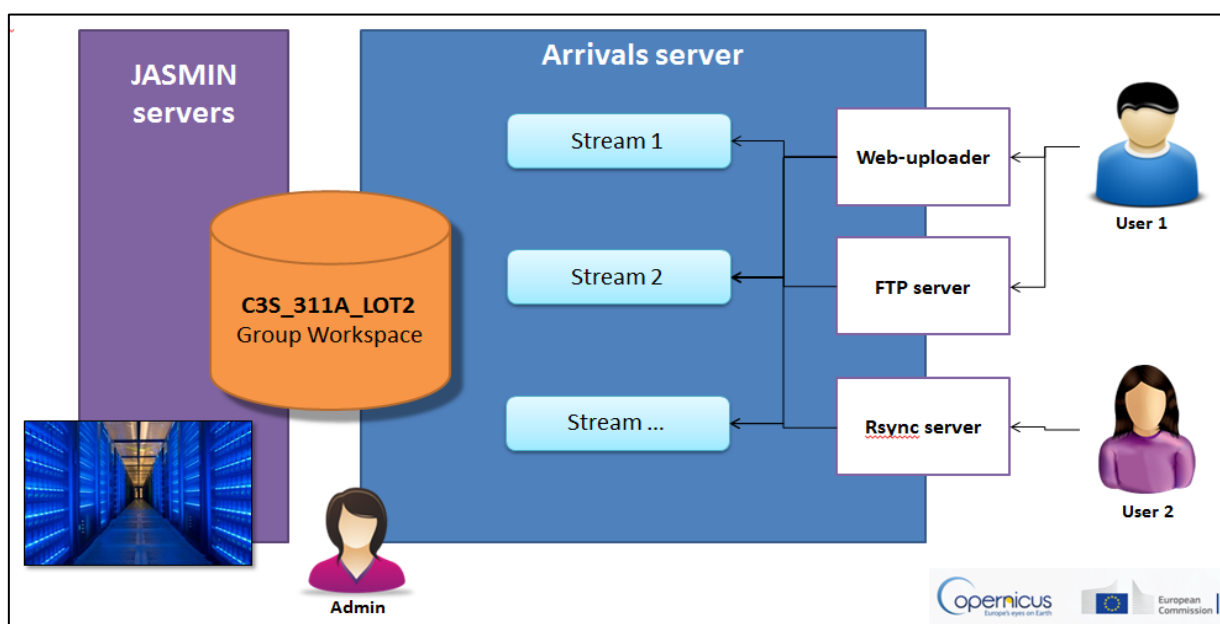 JASMIN
servers
Arrivals server
Stream 1
Stream 2
Stream ...
C3S_311A_LOT2
Group Workspace
Web-uploader
FTP server
Rsync server
User 1
User 2
Admin
opernicus
Europe's eyes on Earth
European
Commission